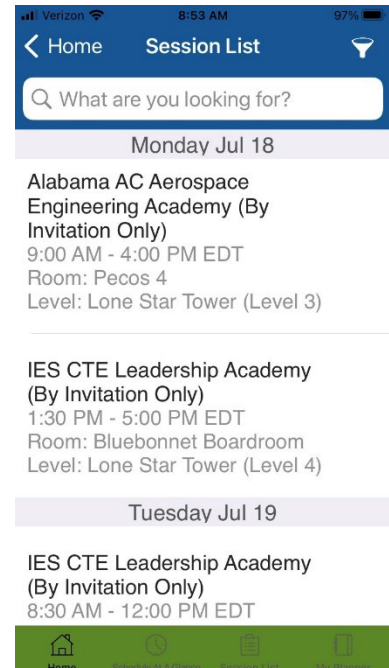 Verizon 8:53 AM 97%
Home Session List
What are you looking for?
Monday Jul 18
Alabama AC Aerospace
Engineering Academy (By
Invitation Only)
9:00 AM - 4:00 PM EDT
Room: Pecos 4
Level: Lone Star Tower (Level 3)
IES CTE Leadership Academy
(By Invitation Only)
1:30 PM - 5:00 PM EDT
Room: Bluebonnet Boardroom
Level: Lone Star Tower (Level 4)
Tuesday Jul 19
IES CTE Leadership Academy
(By Invitation Only)
8:30 AM - 12:00 PM EDT
Home Session List